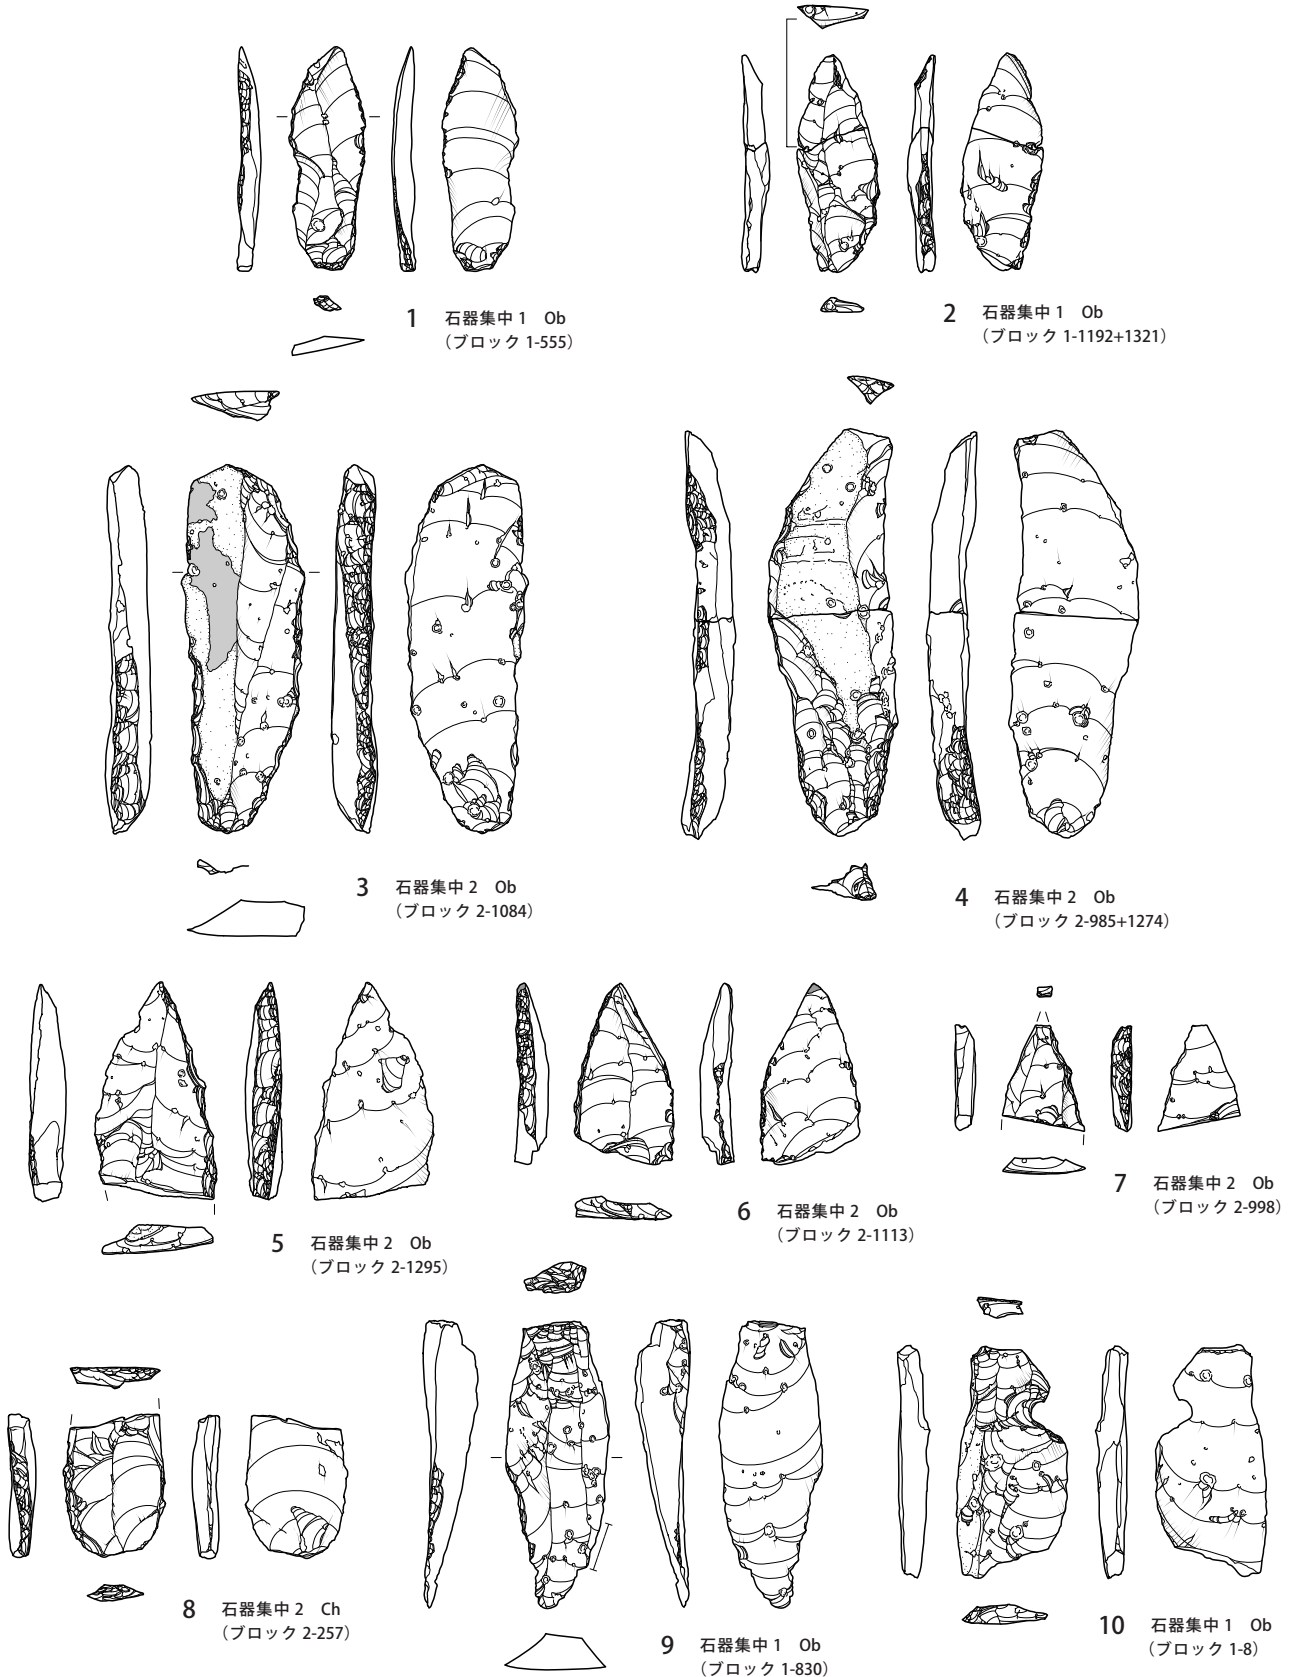 1 石器集中 1 Ob
(ブロック 1-555)
2 石器集中 1 Ob
(ブロック 1-1192+1321)
3 石器集中 2 Ob
(ブロック 2-1084)
4 石器集中 2 Ob
(ブロック 2-985+1274)
5 石器集中 2 Ob
(ブロック 2-1295)
6 石器集中 2 Ob
(ブロック 2-1113)
7 石器集中 2 Ob
(ブロック 2-998)
8 石器集中 2 Ch
(ブロック 2-257)
9 石器集中 1 Ob
(ブロック 1-830)
10 石器集中 1 Ob
(ブロック 1-8)